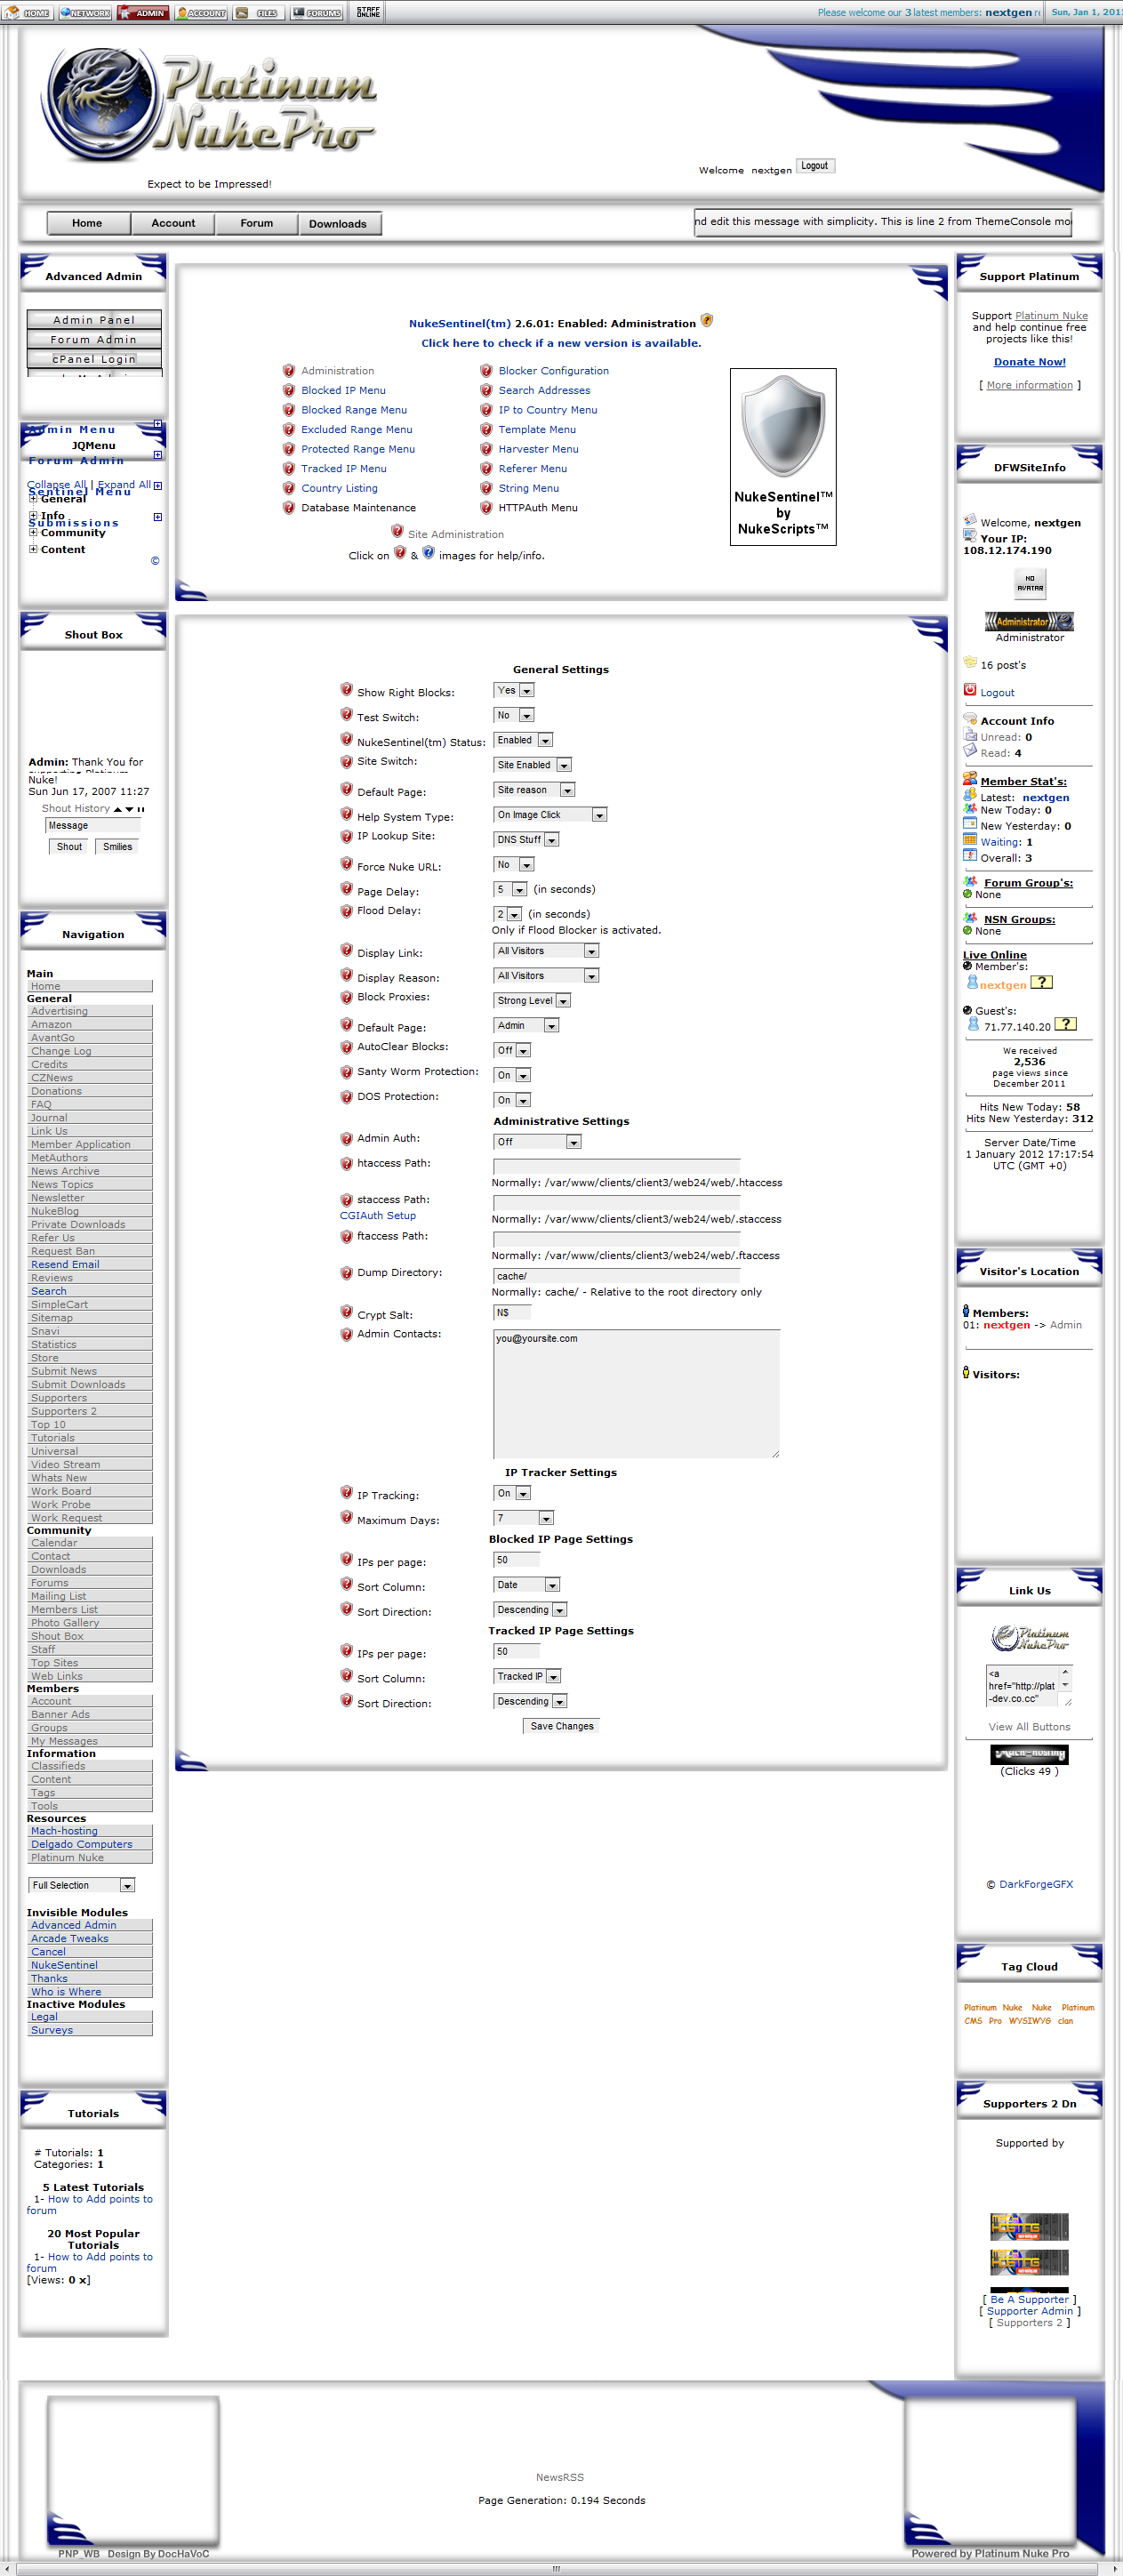 HOME NETWORK ADMIN ACCOUNT FILES FORUMS STAFF ONLINE
Please welcome our 3 latest members: nextgen
Sun, Jan 1, 201
Platinum
NukePro
Expect to be Impressed!
Welcome nextgen Logout
Home Account Forum Downloads
nd edit this message with simplicity. This is line 2 from ThemeConsole mo
Advanced Admin
Admin Panel
Forum Admin
cPanel Login
Admin Menu
JQMenu
Forum Admin
Collapse All | Expand All
Sentinel Menu
General
Info
Submissions
Community
Content
©
Shout Box
Admin: Thank You for
supporting Platinum
Nuke!
Sun Jun 17, 2007 11:27
Shout History
Message
Shout Smilies
Navigation
Main
Home
General
Advertising
Amazon
AvantGo
Change Log
Credits
CZNews
Donations
FAQ
Journal
Link Us
Member Application
MetAuthors
News Archive
News Topics
Newsletter
NukeBlog
Private Downloads
Refer Us
Request Ban
Resend Email
Reviews
Search
SimpleCart
Sitemap
Snavi
Statistics
Store
Submit News
Submit Downloads
Supporters
Supporters 2
Top 10
Tutorials
Universal
Video Stream
Whats New
Work Board
Work Probe
Work Request
Community
Calendar
Contact
Downloads
Forums
Mailing List
Members List
Photo Gallery
Shout Box
Staff
Top Sites
Web Links
Members
Account
Banner Ads
Groups
My Messages
Information
Classifieds
Content
Tags
Tools
Resources
Mach-hosting
Delgado Computers
Platinum Nuke
Full Selection
Invisible Modules
Advanced Admin
Arcade Tweaks
Cancel
NukeSentinel
Thanks
Who is Where
Inactive Modules
Legal
Surveys
Tutorials
# Tutorials: 1
Categories: 1
5 Latest Tutorials
1- How to Add points to
forum
20 Most Popular
Tutorials
1- How to Add points to
forum
[Views: 0 x]
NukeSentinel(tm) 2.6.01: Enabled: Administration
Click here to check if a new version is available.
Administration Blocker Configuration
Blocked IP Menu Search Addresses
Blocked Range Menu IP to Country Menu
Excluded Range Menu Template Menu
Protected Range Menu Harvester Menu
Tracked IP Menu Referer Menu
Country Listing String Menu
Database Maintenance HTTPAuth Menu
Site Administration
Click on & images for help/info.
NukeSentinel™
by
NukeScripts™
General Settings
Show Right Blocks: Yes
Test Switch: No
NukeSentinel(tm) Status: Enabled
Site Switch: Site Enabled
Default Page: Site reason
Help System Type: On Image Click
IP Lookup Site: DNS Stuff
Force Nuke URL: No
Page Delay: 5 (in seconds)
Flood Delay: 2 (in seconds)
Only if Flood Blocker is activated.
Display Link: All Visitors
Display Reason: All Visitors
Block Proxies: Strong Level
Default Page: Admin
AutoClear Blocks: Off
Santy Worm Protection: On
DOS Protection: On
Administrative Settings
Admin Auth: Off
htaccess Path:
Normally: /var/www/clients/client3/web24/web/.htaccess
staccess Path:
CGIAuth Setup
Normally: /var/www/clients/client3/web24/web/.staccess
ftaccess Path:
Normally: /var/www/clients/client3/web24/web/.ftaccess
Dump Directory: cache/
Normally: cache/ - Relative to the root directory only
Crypt Salt: N$
Admin Contacts: you@yoursite.com
IP Tracker Settings
IP Tracking: On
Maximum Days: 7
Blocked IP Page Settings
IPs per page: 50
Sort Column: Date
Sort Direction: Descending
Tracked IP Page Settings
IPs per page: 50
Sort Column: Tracked IP
Sort Direction: Descending
Save Changes
Support Platinum
Support Platinum Nuke
and help continue free
projects like this!
Donate Now!
[ More information ]
DFWSiteInfo
Welcome, nextgen
Your IP:
108.12.174.190
NO
AVATAR
Administrator
Administrator
16 post's
Logout
Account Info
Unread: 0
Read: 4
Member Stat's:
Latest: nextgen
New Today: 0
New Yesterday: 0
Waiting: 1
Overall: 3
Forum Group's:
None
NSN Groups:
None
Live Online
Member's:
nextgen ?
Guest's:
71.77.140.20 ?
We received
2,536
page views since
December 2011
Hits New Today: 58
Hits New Yesterday: 312
Server Date/Time
1 January 2012 17:17:54
UTC (GMT +0)
Visitor's Location
Members:
01: nextgen -> Admin
Visitors:
Link Us
Platinum
NukePro
<a
href="http://plat
-dev.co.cc"
View All Buttons
Mach-hosting
(Clicks 49 )
© DarkForgeGFX
Tag Cloud
Platinum Nuke Nuke Platinum
CMS Pro WYSIWYG clan
Supporters 2 Dn
Supported by
HOSTING
HOSTING
[ Be A Supporter ]
[ Supporter Admin ]
[ Supporters 2 ]
NewsRSS
Page Generation: 0.194 Seconds
PNP_WB Design By DocHaVoC
Powered by Platinum Nuke Pro